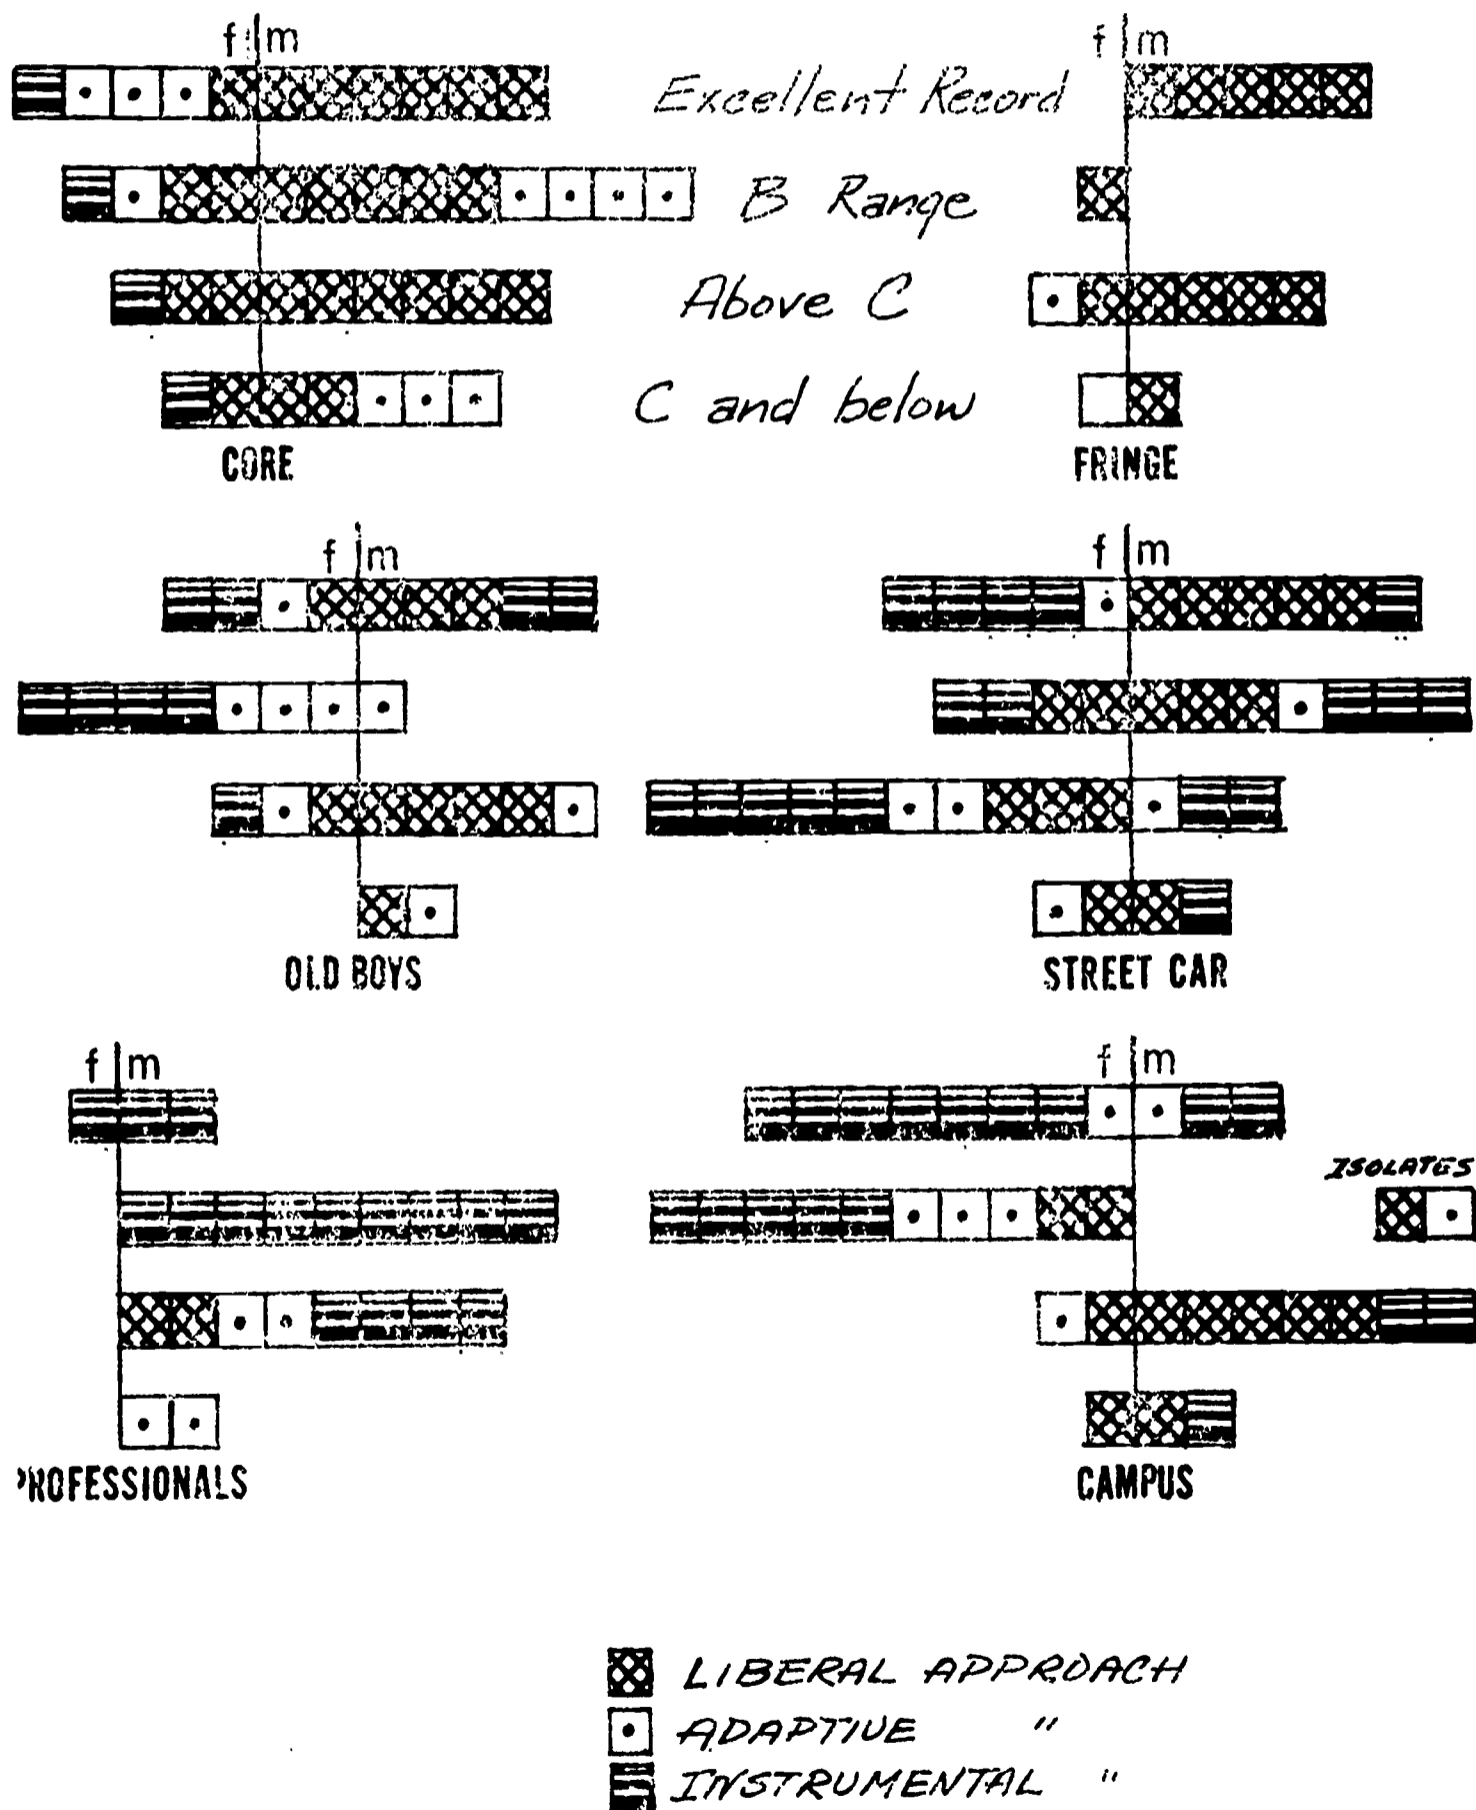 f m f m
Excellent Record
B Range
Above C
C and below
CORE FRINGE
f m f m
OLD BOYS STREET CAR
f m f m
ISOLATES
PROFESSIONALS CAMPUS
LIBERAL APPROACH
ADAPTIVE "
INSTRUMENTAL "